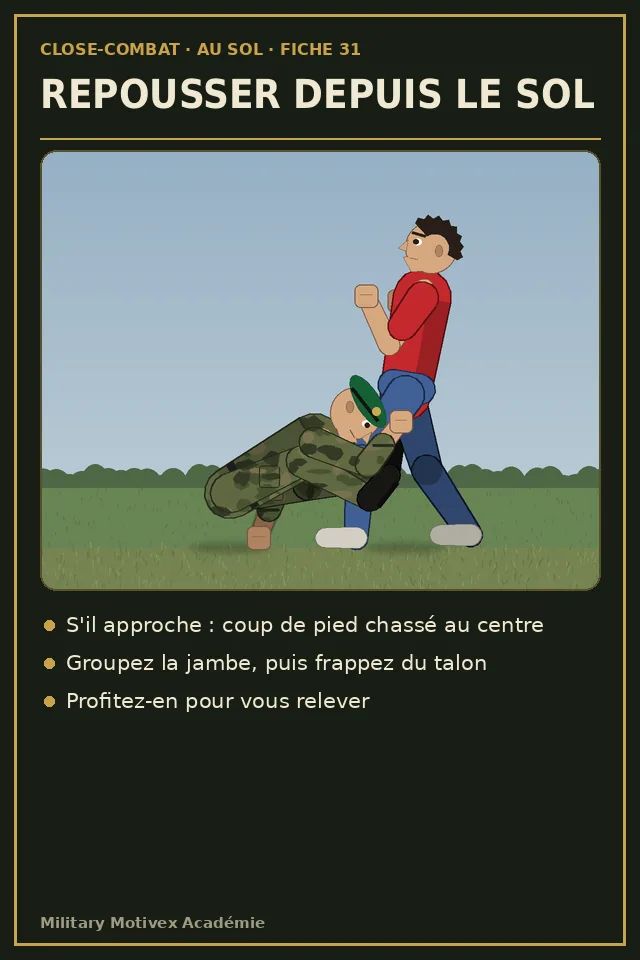 CLOSE-COMBAT · AU SOL · FICHE 31
REPOUSSER DEPUIS LE SOL
S'il approche : coup de pied chassé au centre
Groupez la jambe, puis frappez du talon
Profitez-en pour vous relever
Military Motivex Académie